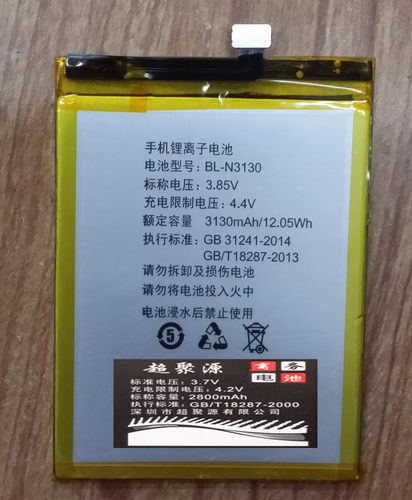 手机锂离子电池
电池型号: BL-N3130
标称电压: 3.85V
充电限制电压: 4.4V
额定容量 3130mAh/12.05Wh
执行标准: GB 31241-2014
GB/T18287-2013
请勿拆卸及损伤电池
请勿将电池投入火中
电池浸水后禁止使用
5
超聚源 商务电池
标准电压: 3.7V
充电限制电压: 4.2V
标称容量: 2800mAh
执行标准: GB/T18287-2000
深圳市超聚源有限公司